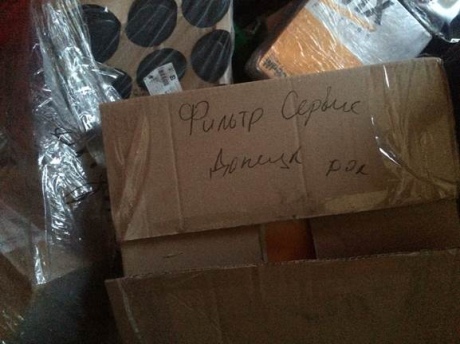 Фильтр Сервис
Донецк